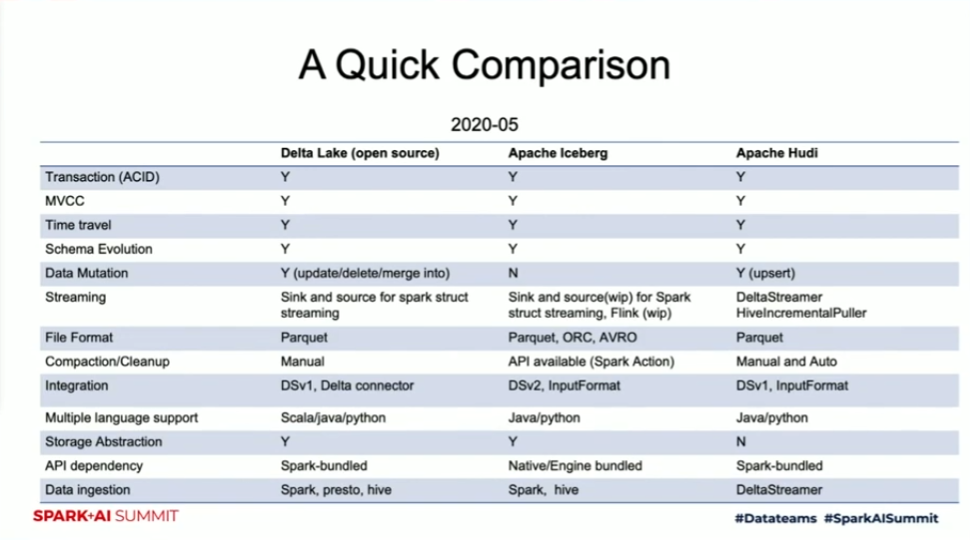 A Quick Comparison
2020-05
Delta Lake (open source) Apache Iceberg Apache Hudi
Transaction (ACID) Y Y Y
MVCC Y Y Y
Time travel Y Y Y
Schema Evolution Y Y Y
Data Mutation Y (update/delete/merge into) N Y (upsert)
Streaming Sink and source for spark struct Sink and source(wip) for Spark DeltaStreamer
streaming struct streaming, Flink (wip) HiveIncrementalPuller
File Format Parquet Parquet, ORC, AVRO Parquet
Compaction/Cleanup Manual API available (Spark Action) Manual and Auto
Integration DSv1, Delta connector DSv2, InputFormat DSv1, InputFormat
Multiple language support Scala/java/python Java/python Java/python
Storage Abstraction Y Y N
API dependency Spark-bundled Native/Engine bundled Spark-bundled
Data ingestion Spark, presto, hive Spark, hive DeltaStreamer
SPARK+AI SUMMIT #Datateams #SparkAISummit